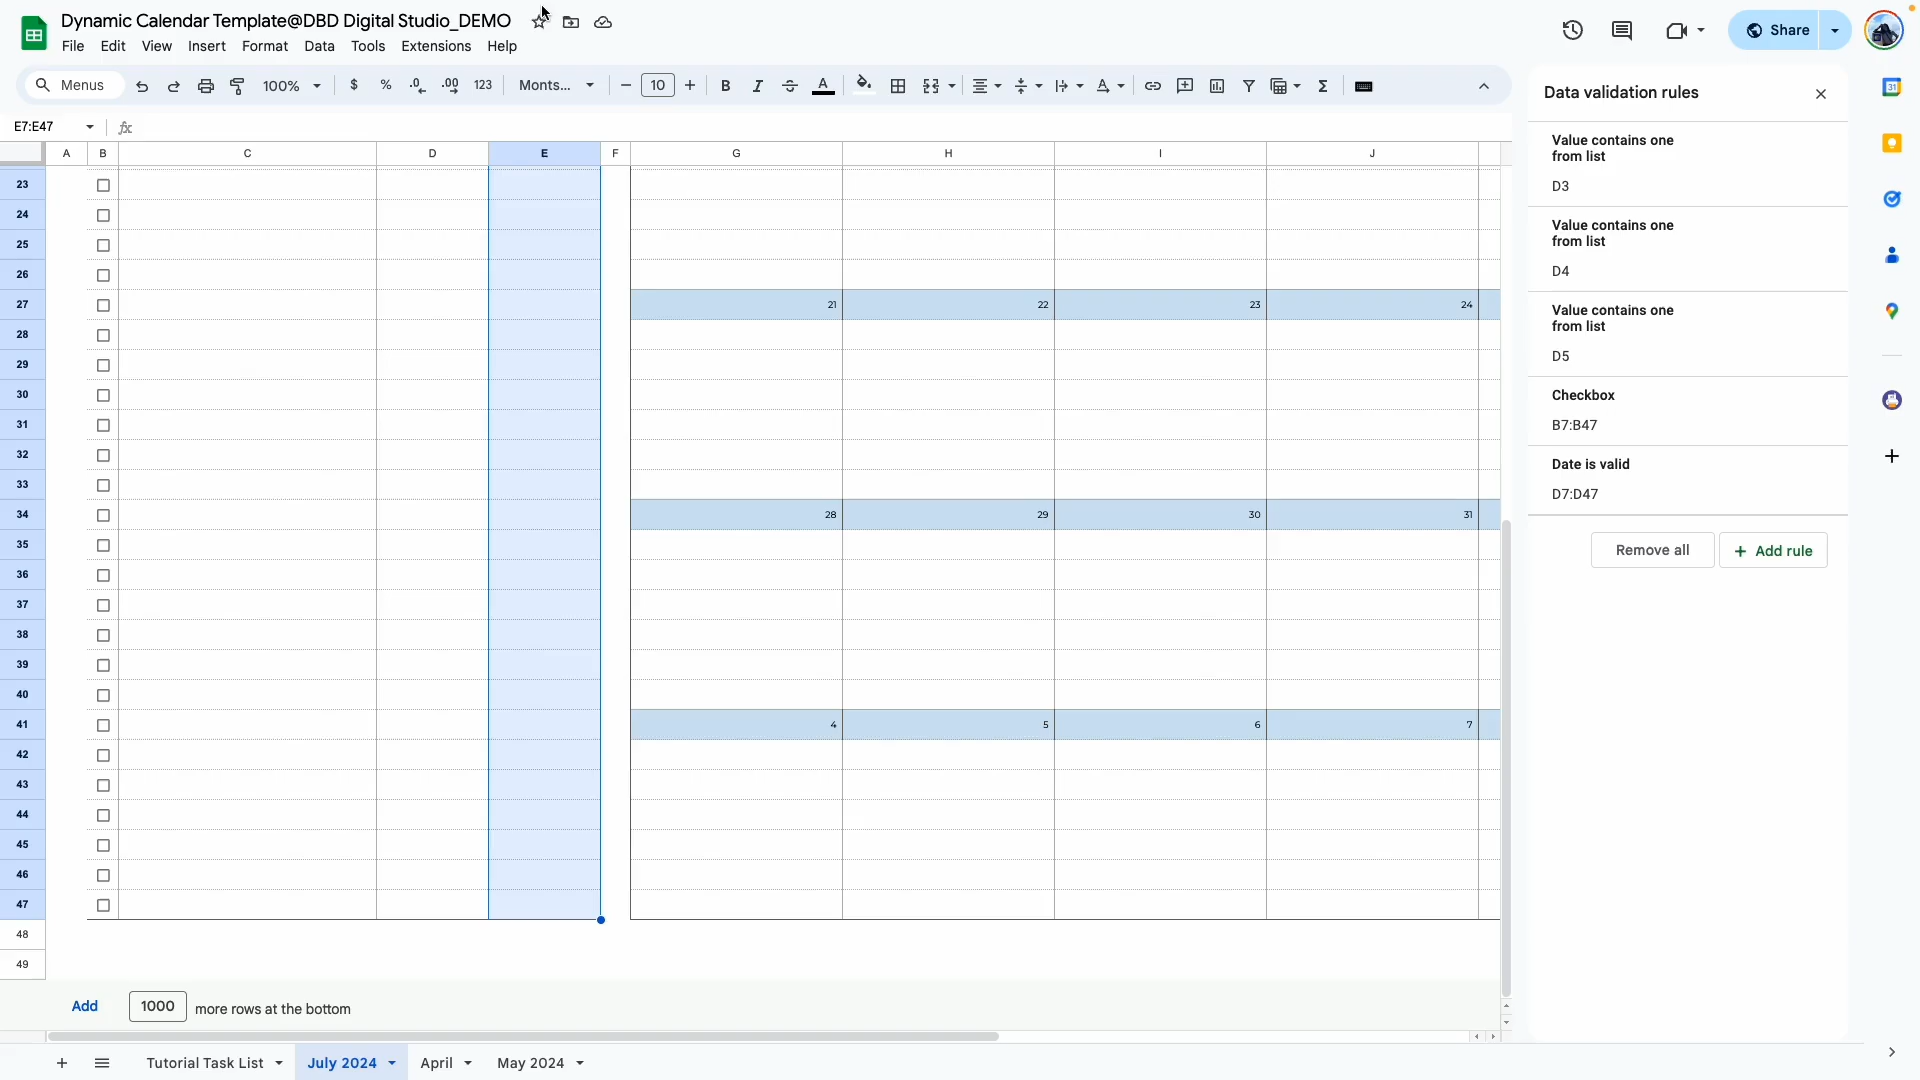 Dynamic Calendar Template@DBD Digital Studio_DEMO
File Edit View Insert Format Data Tools Extensions Help
Share
Menus 100% $ % .0 .00 123 Monts... 10 B I A
E7:E47 fx
A B C D E F G H I J
23
24
25
26
27 21 22 23 24
28
29
30
31
32
33
34 28 29 30 31
35
36
37
38
39
40
41 4 5 6 7
42
43
44
45
46
47
48
49
Add 1000 more rows at the bottom
Tutorial Task List July 2024 April May 2024
Data validation rules
Value contains one
from list
D3
Value contains one
from list
D4
Value contains one
from list
D5
Checkbox
B7:B47
Date is valid
D7:D47
Remove all + Add rule
31